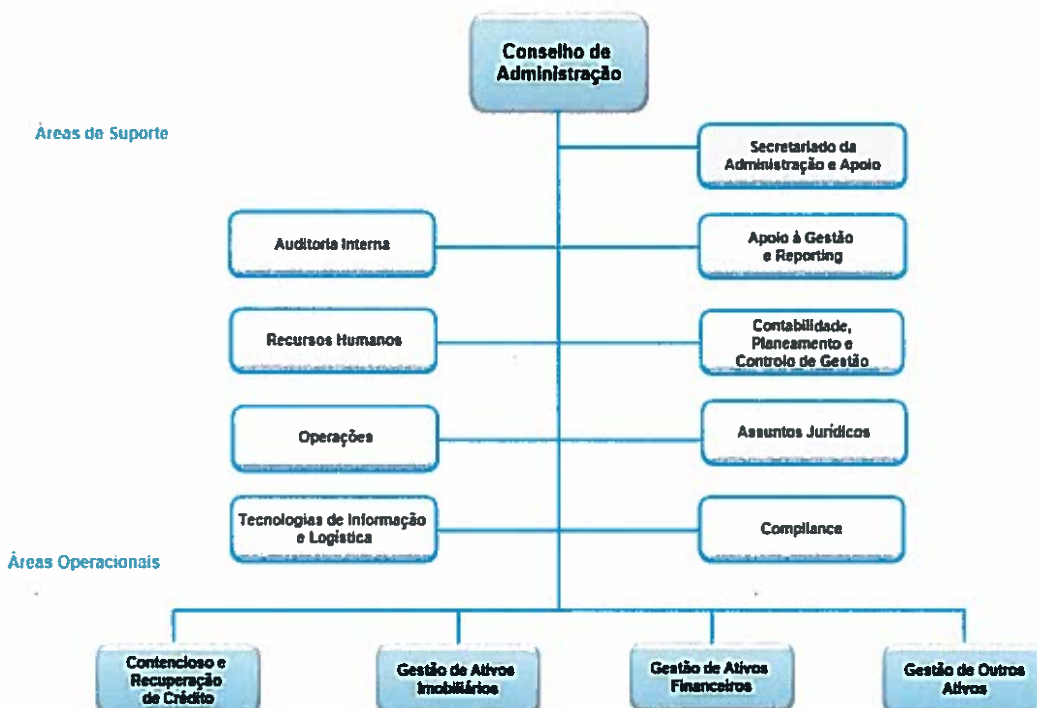 Conselho de
Administração
Áreas de Suporte
Secretariado da
Administração e Apoio
Auditoria Interna
Apoio à Gestão
e Reporting
Recursos Humanos
Contabilidade,
Planeamento e
Controlo de Gestão
Operações
Assuntos Jurídicos
Tecnologias de Informação
e Logística
Compliance
Áreas Operacionais
Contencioso e
Recuperação
de Crédito
Gestão de Ativos
Imobiliários
Gestão de Ativos
Financeiros
Gestão de Outros
Ativos